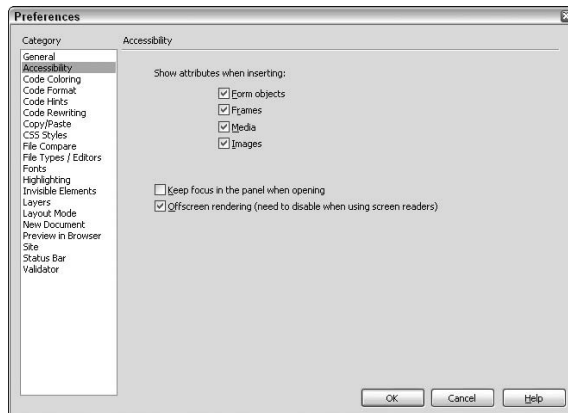 Preferences
Category
Accessibility
General
Accessibility
Code Coloring
Code Format
Code Hints
Code Rewriting
Copy/Paste
CSS Styles
File Compare
File Types / Editors
Fonts
Highlighting
Invisible Elements
Layers
Layout Mode
New Document
Preview in Browser
Site
Status Bar
Validator
Show attributes when inserting:
Form objects
Frames
Media
Images
Keep focus in the panel when opening
Offscreen rendering (need to disable when using screen readers)
OK
Cancel
Help